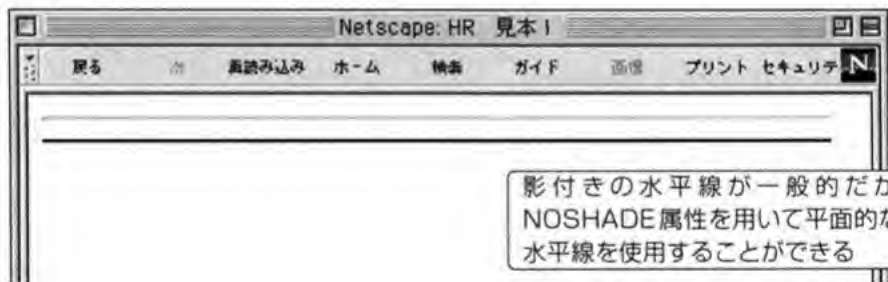 Netscape: HR 見本1
戻る 次 再読み込み ホーム 検索 ガイド 画像 プリント セキュリテ N
影付きの水平線が一般的だが
NOSHADE属性を用いて平面的な
水平線を使用することができる